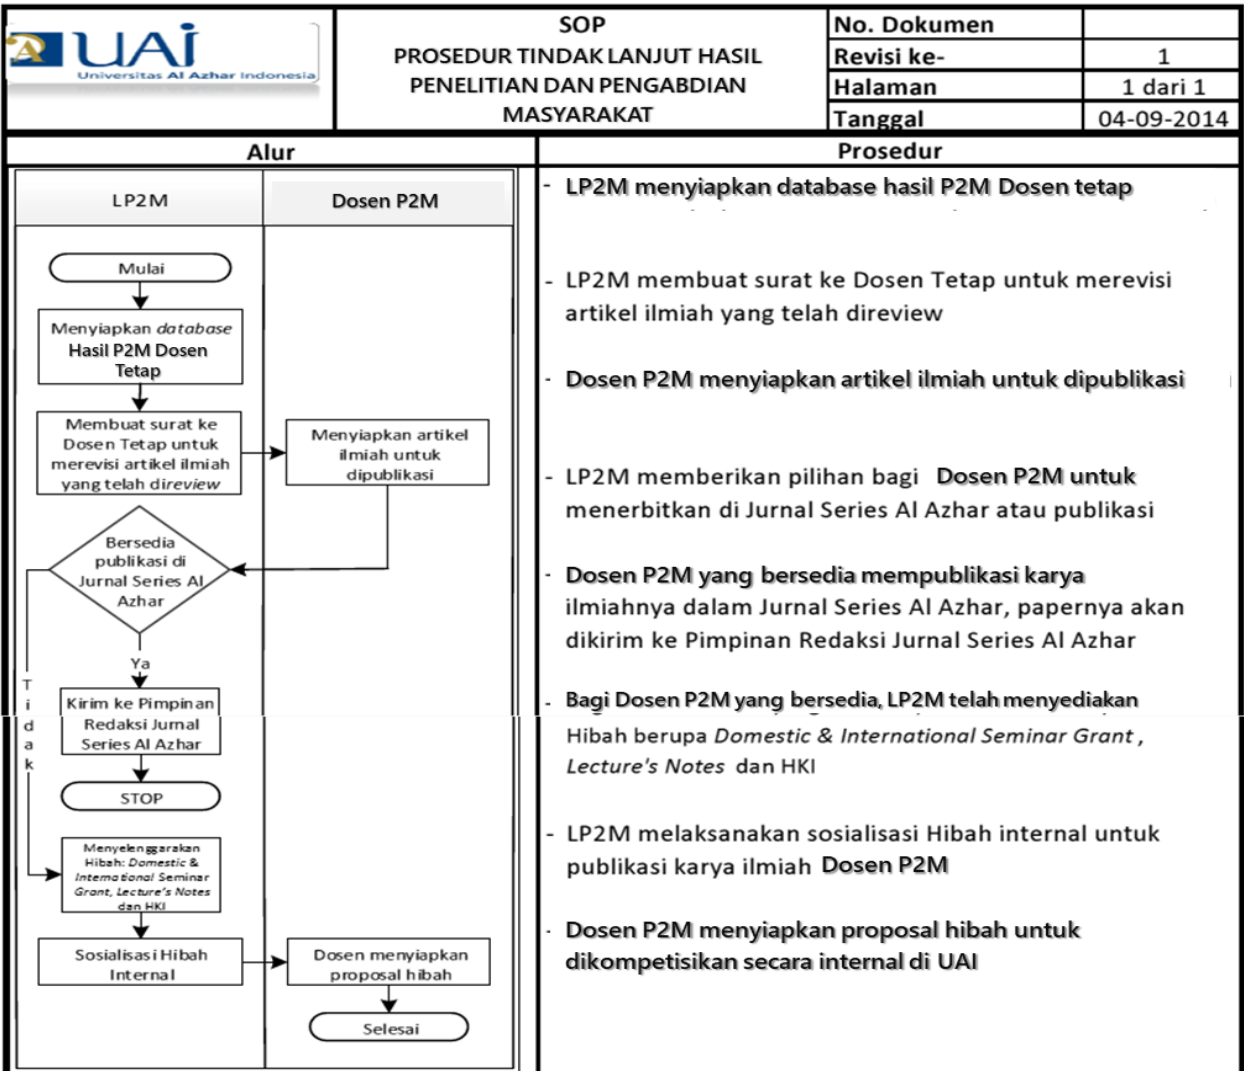 UAI
Universitas Al Azhar Indonesia
SOP
PROSEDUR TINDAK LANJUT HASIL
PENELITIAN DAN PENGABDIAN
MASYARAKAT
No. Dokumen
Revisi ke- 1
Halaman 1 dari 1
Tanggal 04-09-2014
Alur
Prosedur
LP2M
Dosen P2M
Mulai
Menyiapkan database
Hasil P2M Dosen
Tetap
Membuat surat ke
Dosen Tetap untuk
merevisi artikel ilmiah
yang telah direview
Menyiapkan artikel
ilmiah untuk
dipublikasi
Bersedia
publikasi di
Jurnal Series Al
Azhar
Ya
Tidak
Kirim ke Pimpinan
Redaksi Jurnal
Series Al Azhar
STOP
Menyelenggarakan
Hibah: Domestic &
International Seminar
Grant, Lecture's Notes
dan HKI
Sosialisasi Hibah
Internal
Dosen menyiapkan
proposal hibah
Selesai
- LP2M menyiapkan database hasil P2M Dosen tetap
- LP2M membuat surat ke Dosen Tetap untuk merevisi
artikel ilmiah yang telah direview
- Dosen P2M menyiapkan artikel ilmiah untuk dipublikasi
- LP2M memberikan pilihan bagi Dosen P2M untuk
menerbitkan di Jurnal Series Al Azhar atau publikasi
- Dosen P2M yang bersedia mempublikasi karya
ilmiahnya dalam Jurnal Series Al Azhar, papernya akan
dikirim ke Pimpinan Redaksi Jurnal Series Al Azhar
- Bagi Dosen P2M yang bersedia, LP2M telah menyediakan
Hibah berupa Domestic & International Seminar Grant ,
Lecture's Notes dan HKI
- LP2M melaksanakan sosialisasi Hibah internal untuk
publikasi karya ilmiah Dosen P2M
- Dosen P2M menyiapkan proposal hibah untuk
dikompetisikan secara internal di UAI